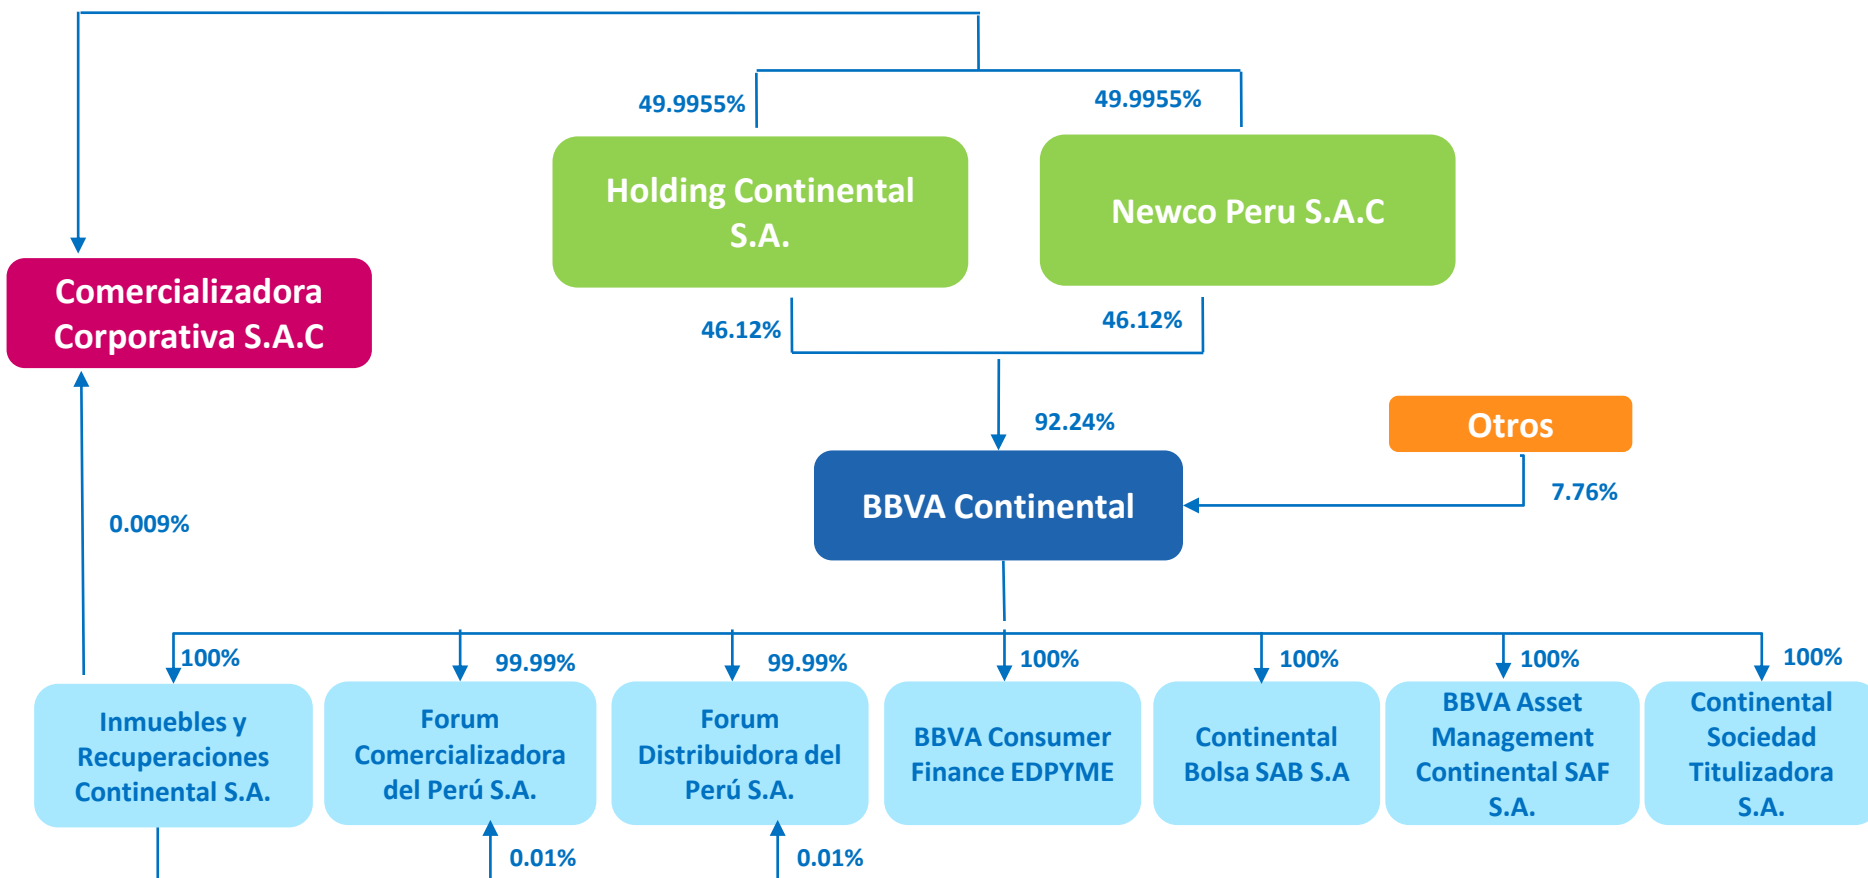 49.9955%
49.9955%
Holding Continental
S.A.
Newco Peru S.A.C
Comercializadora
Corporativa S.A.C
46.12%
46.12%
92.24%
Otros
BBVA Continental
7.76%
0.009%
100%
99.99%
99.99%
100%
100%
100%
100%
Inmuebles y
Recuperaciones
Continental S.A.
Forum
Comercializadora
del Perú S.A.
Forum
Distribuidora del
Perú S.A.
BBVA Consumer
Finance EDPYME
Continental
Bolsa SAB S.A
BBVA Asset
Management
Continental SAF
S.A.
Continental
Sociedad
Titulizadora
S.A.
0.01%
0.01%